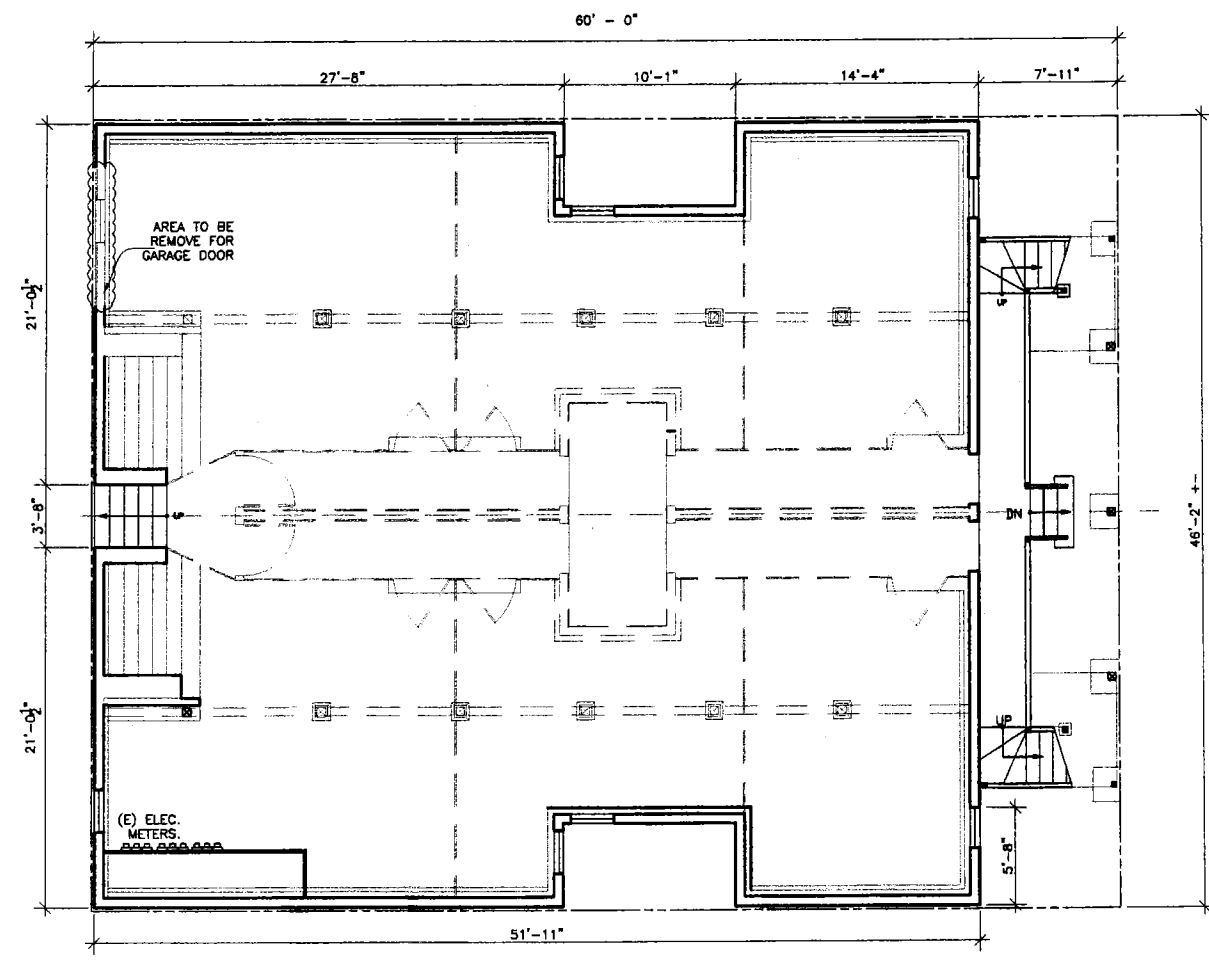 60' - 0"
27'-8"
10'-1"
14'-4"
7'-11"
AREA TO BE
REMOVE FOR
GARAGE DOOR
21'-0½"
UP
3'-8"
UP
DN
46'-2" +-
21'-0½"
UP
(E) ELEC.
METERS.
5'-8"
51'-11"